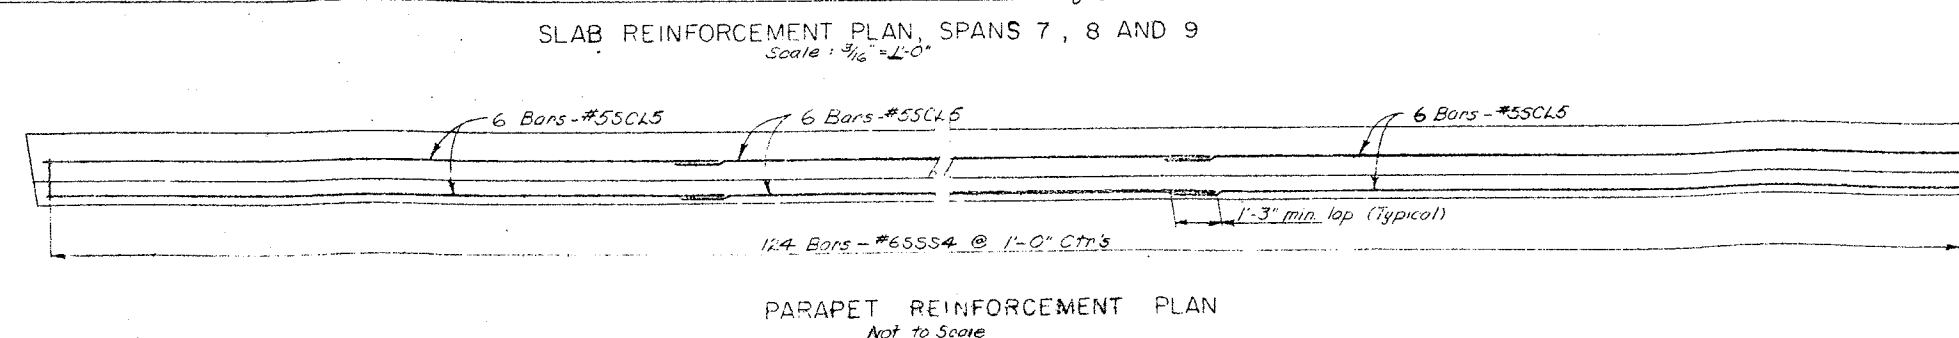 SLAB REINFORCEMENT PLAN, SPANS 7, 8 AND 9
Scale: 3/16" = 1'-0"
6 Bars-#5SCL5
6 Bars-#5SCL5
6 Bars-#5SCL5
1'-3" min. lap (Typical)
124 Bars-#6SSS4 @ 1'-0" Ctr's
PARAPET REINFORCEMENT PLAN
Not to Scale